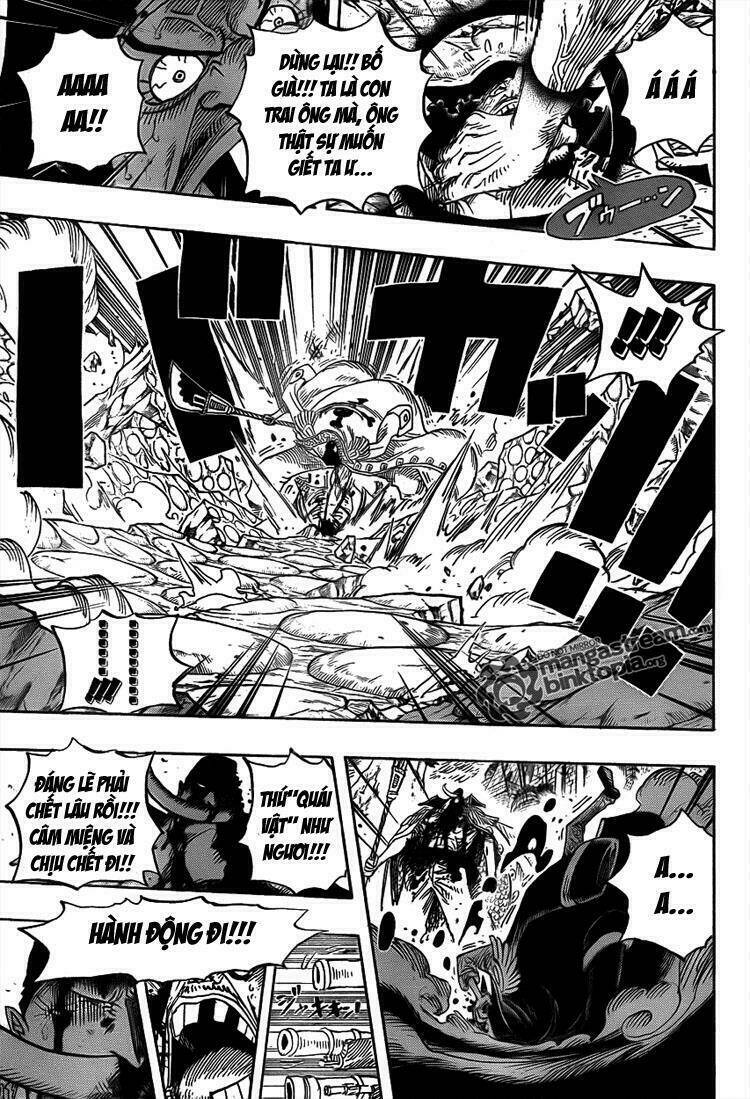 Á Á Á
DỪNG LẠI!! BỐ
GIÀ!!! TA LÀ CON
TRAI ÔNG MÀ, ÔNG
THẬT SỰ MUỐN
GIẾT TA Ư...
AAAA
AA!!
ブゥー…ン
!!!!
ドガァ!!!
!!!
mangastream.com
binktopia.org
A...
A...
THỨ "QUÁI
VẬT" NHƯ
NGƯƠI!!!
ĐÁNG LẼ PHẢI
CHẾT LÂU RỒI!!!
CÂM MIỆNG VÀ
CHỊU CHẾT ĐI!!
HÀNH ĐỘNG ĐI!!!